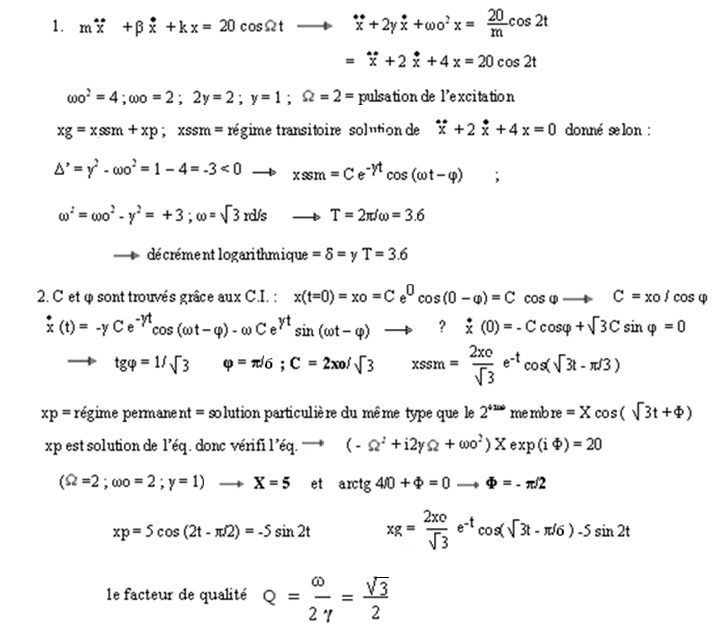 1. mẍ + β ẋ + k x = 20 cosΩt ⟶ ẍ + 2γẋ + ωo² x = 20/m cos 2t
= ẍ + 2 ẋ + 4 x = 20 cos 2t
ωo² = 4 ; ωo = 2 ; 2γ = 2 ; γ = 1 ; Ω = 2 = pulsation de l'excitation
xg = xssm + xp ; xssm = régime transitoire solution de ẍ + 2 ẋ + 4 x = 0 donné selon :
Δ' = γ² - ωo² = 1 – 4 = -3 < 0 ⟶ xssm = C e^-γt cos (ωt – φ) ;
ω² = ωo² - γ² = + 3 ; ω = √3 rd/s ⟶ T = 2π/ω = 3.6
⟶ décrément logarithmique = δ = γ T = 3.6
2. C et φ sont trouvés grâce aux C.I. : x(t=0) = xo = C e^0 cos (0 – φ) = C cos φ ⟶ C = xo / cos φ
ẋ (t) = -γ C e^-γt cos (ωt – φ) - ω C e^γt sin (ωt – φ) ⟶ ? ẋ (0) = - C cosφ + √3 C sin φ = 0
⟶ tgφ = 1/√3 φ = π/6 ; C = 2xo/√3 xssm = 2xo/√3 e^-t cos(√3t - π/3 )
xp = régime permanent = solution particulière du même type que le 2ème membre = X cos ( √3t + Φ)
xp est solution de l'éq. donc vérifi l'éq. ⟶ ( - Ω² + i2γΩ + ωo² ) X exp (i Φ) = 20
(Ω =2 ; ωo = 2 ; γ = 1) ⟶ X = 5 et arctg 4/0 + Φ = 0 ⟶ Φ = - π/2
xp = 5 cos (2t - π/2) = -5 sin 2t xg = 2xo/√3 e^-t cos(√3t - π/6 ) -5 sin 2t
le facteur de qualité Q = ω/2γ = √3/2